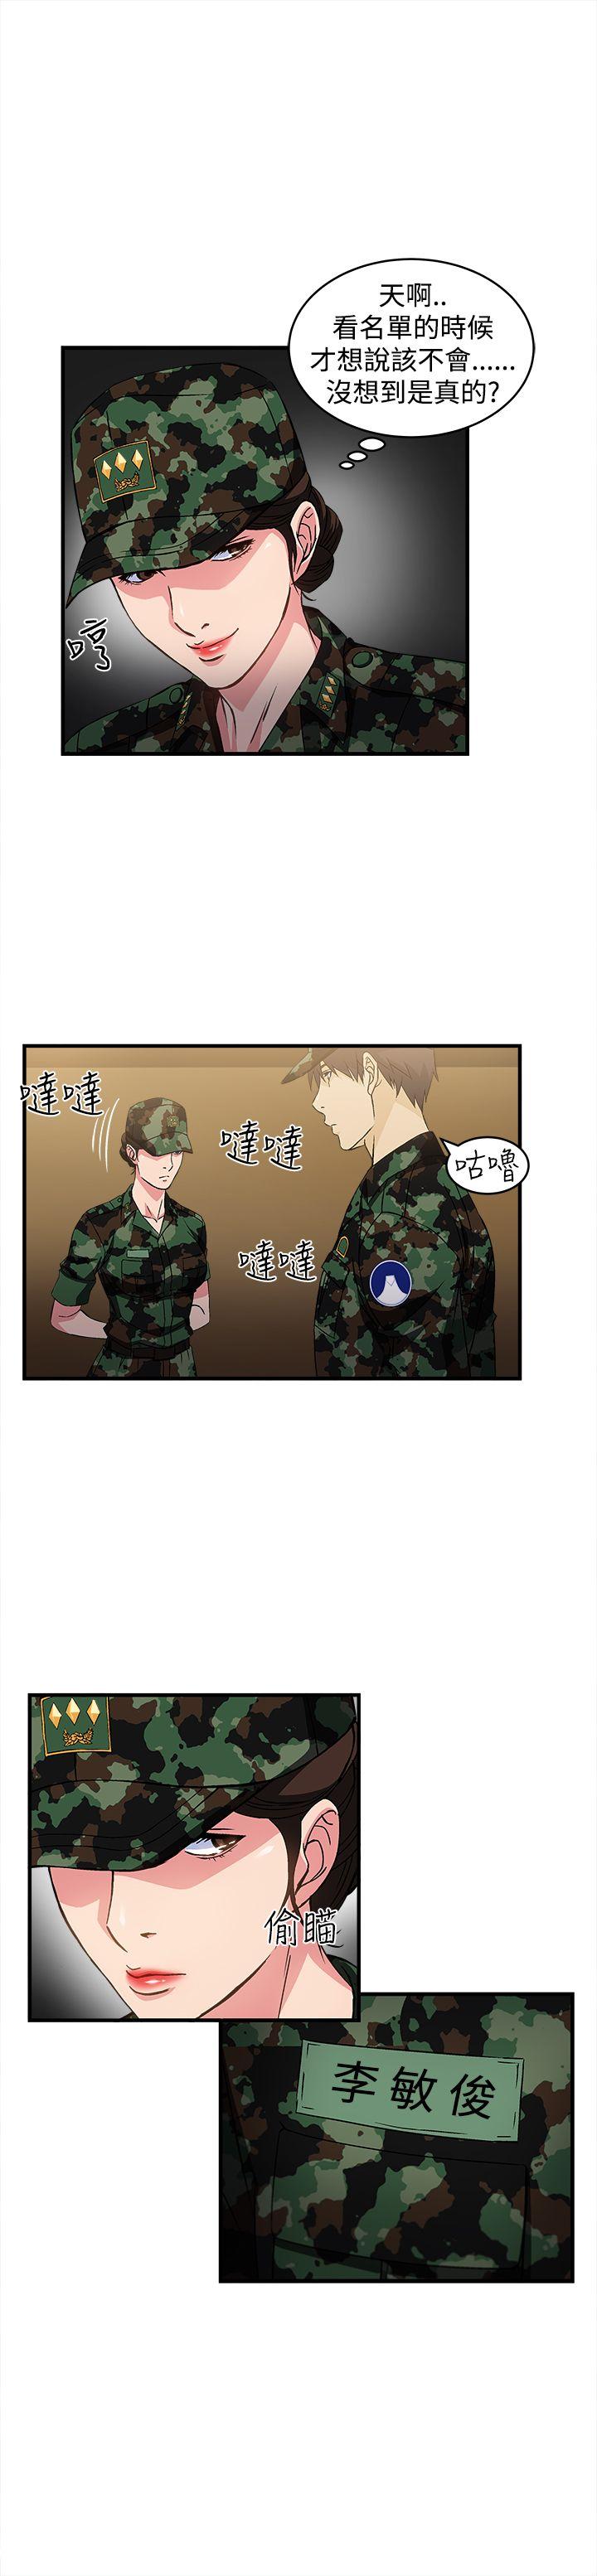 天啊..
看名單的時候
才想說該不會......
沒想到是真的?
哼
噠噠
噠噠
咕嚕
噠噠
偷瞄
李敏俊